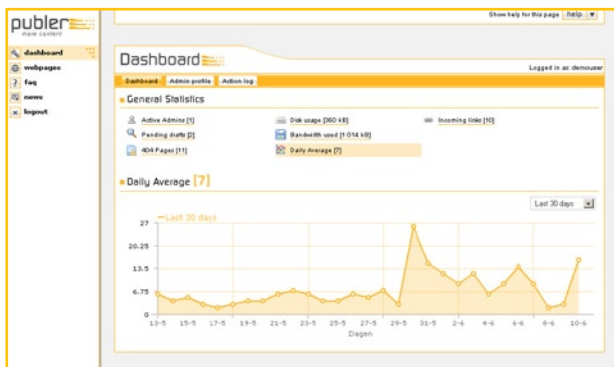 publer
more content
Show help for this page help
dashboard
webpages
faq
news
logout
Dashboard
Logged in as: demouser
Dashboard Admin profile Action log
General Statistics
Active Admins [1] Disk usage [360 kB] Incoming links [10]
Pending drafts [2] Bandwidth used [1 014 kB]
404 Pages [11] Daily Average [7]
Daily Average [7]
Last 30 days
Last 30 days
27
20.25
13.5
6.75
0
13-5 15-5 17-5 19-5 21-5 23-5 25-5 27-5 29-5 31-5 2-6 4-6 6-6 8-6 10-6
Dagen